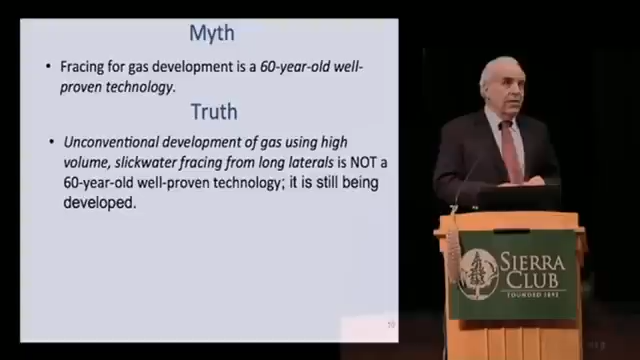 Myth
• Fracing for gas development is a 60-year-old well-
proven technology.
Truth
• Unconventional development of gas using high
volume, slickwater fracing from long laterals is NOT a
60-year-old well-proven technology; it is still being
developed.
SIERRA
CLUB
FOUNDED 1892